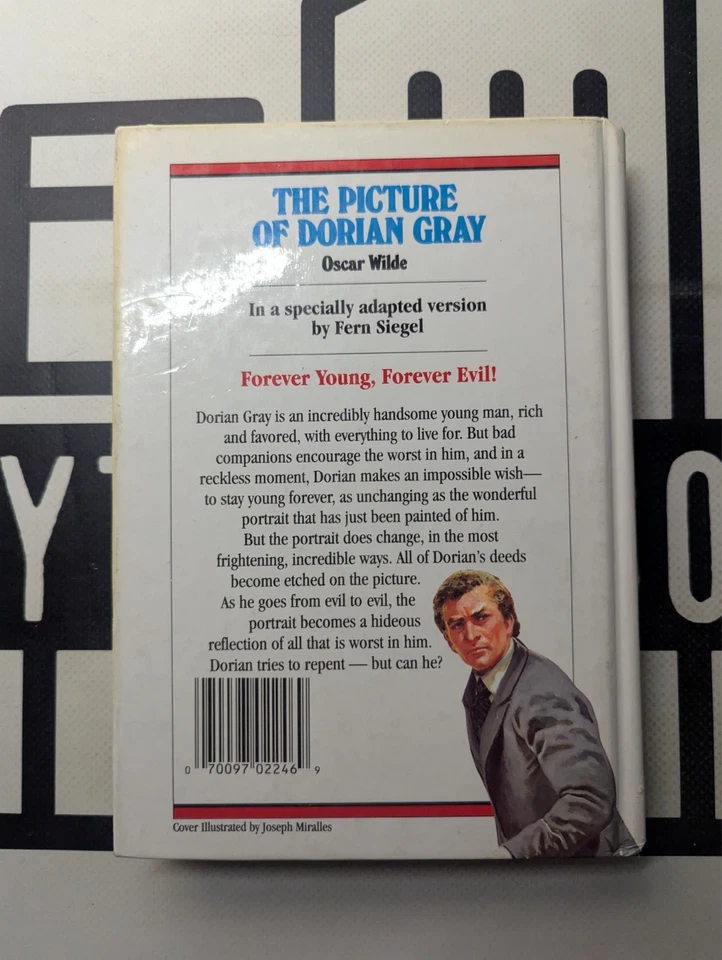 THE PICTURE
OF DORIAN GRAY
Oscar Wilde
In a specially adapted version
by Fern Siegel
Forever Young, Forever Evil!
Dorian Gray is an incredibly handsome young man, rich
and favored, with everything to live for. But bad
companions encourage the worst in him, and in a
reckless moment, Dorian makes an impossible wish—
to stay young forever, as unchanging as the wonderful
portrait that has just been painted of him.
But the portrait does change, in the most
frightening, incredible ways. All of Dorian's deeds
become etched on the picture.
As he goes from evil to evil, the
portrait becomes a hideous
reflection of all that is worst in him.
Dorian tries to repent — but can he?
0 70097 02246 9
Cover Illustrated by Joseph Miralles